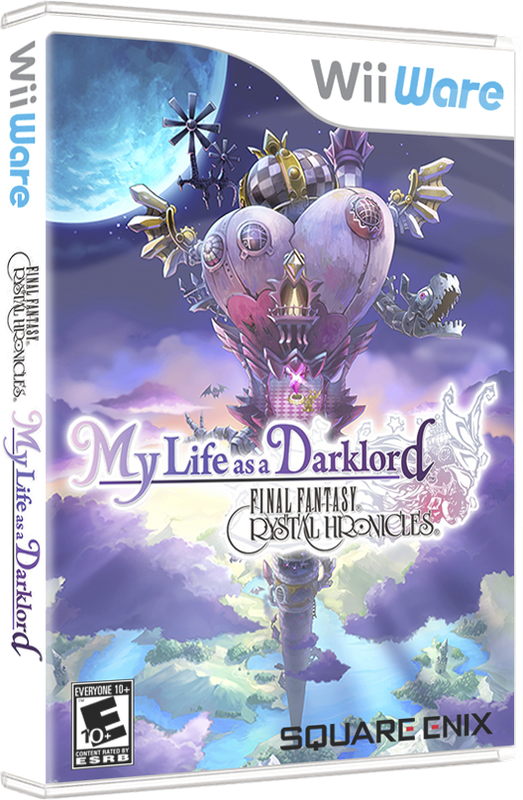 WiiWare
FINAL FANTASY®
CRYSTAL CHRONICLES®
My Life as a Darklord
WiiWare
My Life as a Darklord
FINAL FANTASY®
CRYSTAL CHRONICLES®
EVERYONE 10+
E
10+
CONTENT RATED BY
ESRB
SQUARE ENIX